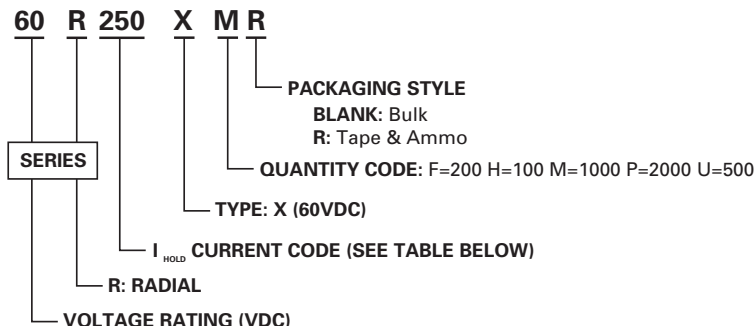 60 R 250 X M R
PACKAGING STYLE
BLANK: Bulk
R: Tape & Ammo
SERIES
QUANTITY CODE: F=200 H=100 M=1000 P=2000 U=500
TYPE: X (60VDC)
I HOLD CURRENT CODE (SEE TABLE BELOW)
R: RADIAL
VOLTAGE RATING (VDC)